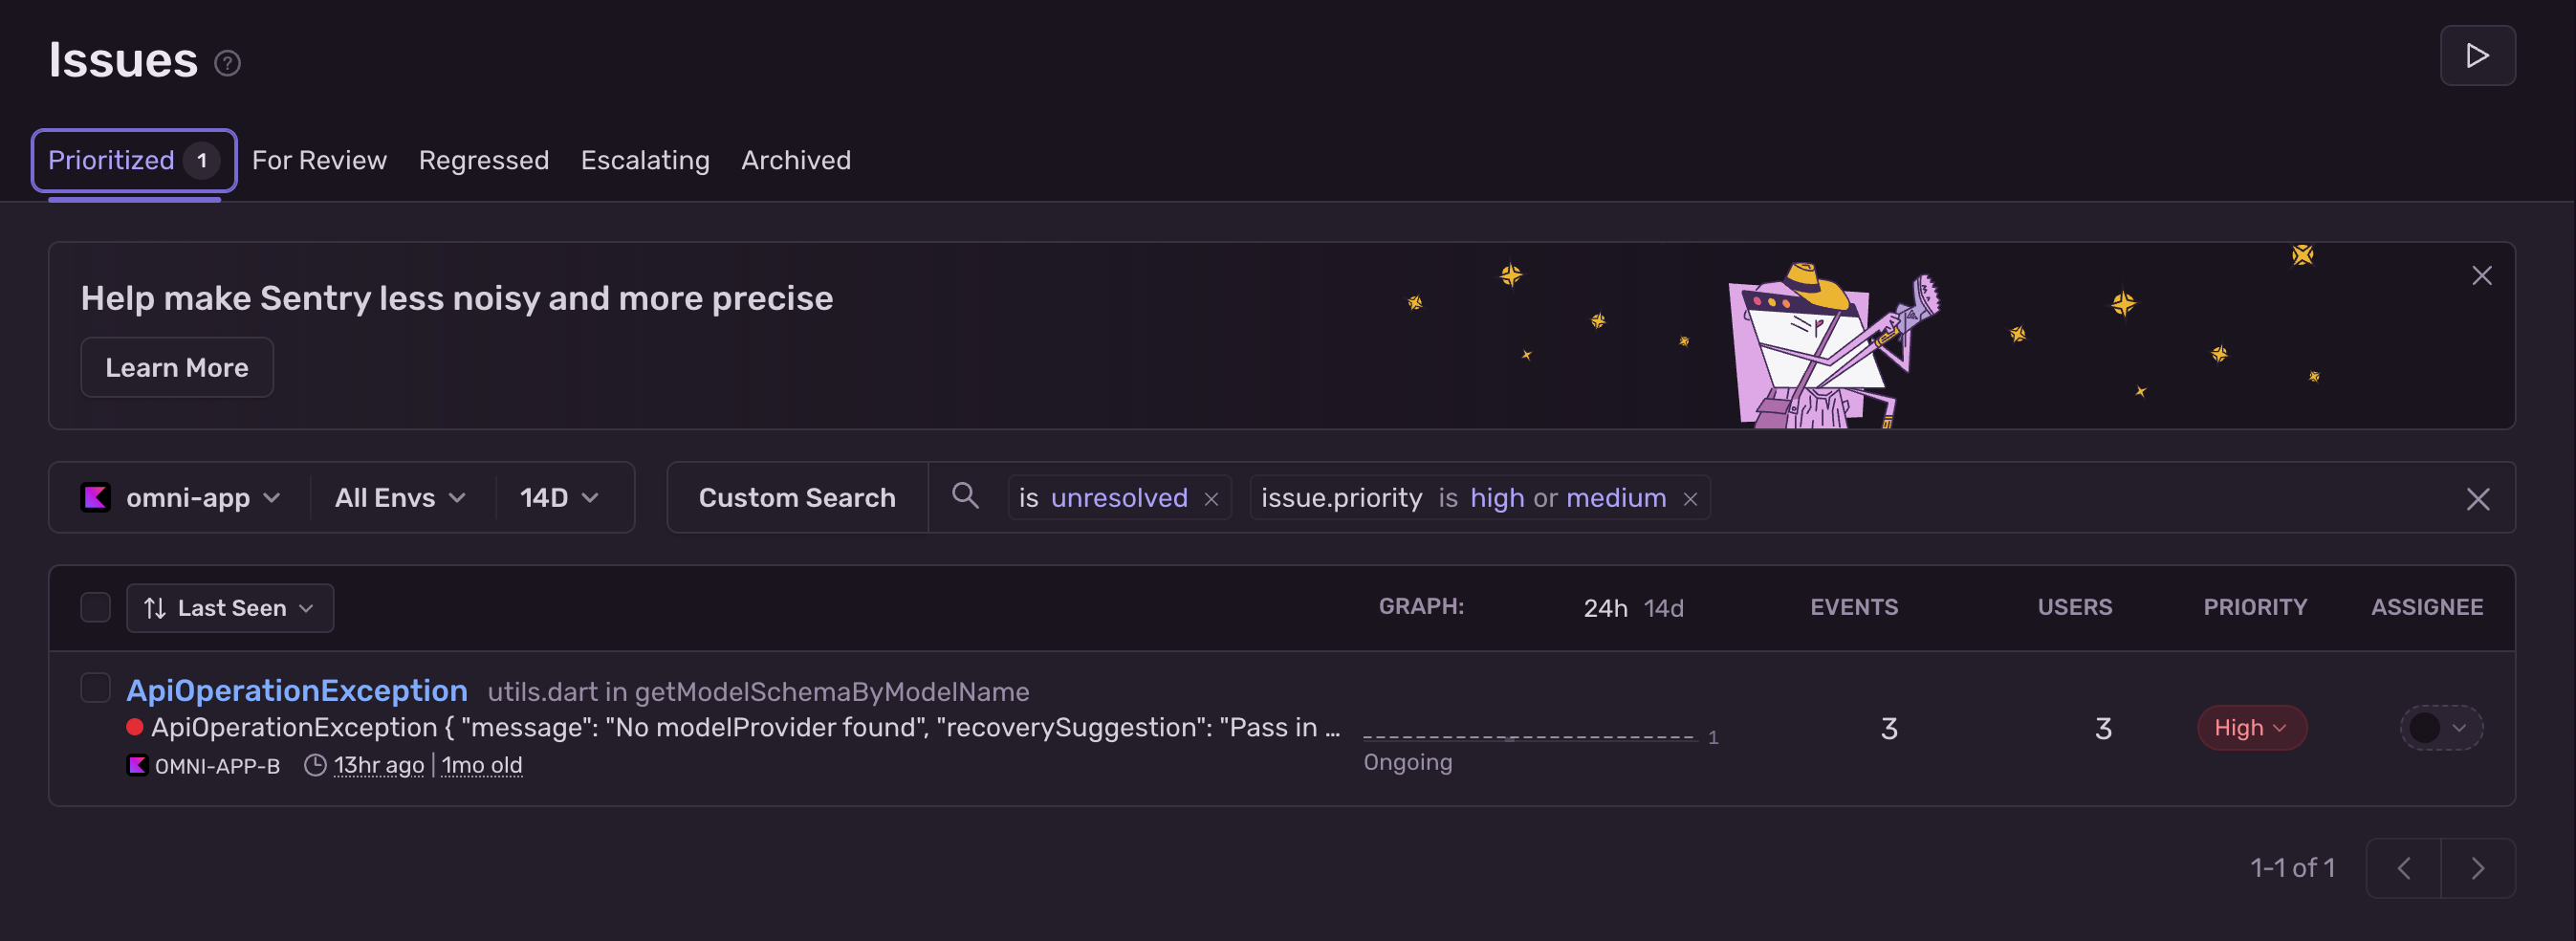 Issues ?
Prioritized 1 For Review Regressed Escalating Archived
Help make Sentry less noisy and more precise
Learn More
omni-app All Envs 14D Custom Search is unresolved issue.priority is high or medium
Last Seen GRAPH: 24h 14d EVENTS USERS PRIORITY ASSIGNEE
ApiOperationException utils.dart in getModelSchemaByModelName
ApiOperationException { "message": "No modelProvider found", "recoverySuggestion": "Pass in ... 1 3 3 High
OMNI-APP-B 13hr ago | 1mo old Ongoing
1-1 of 1